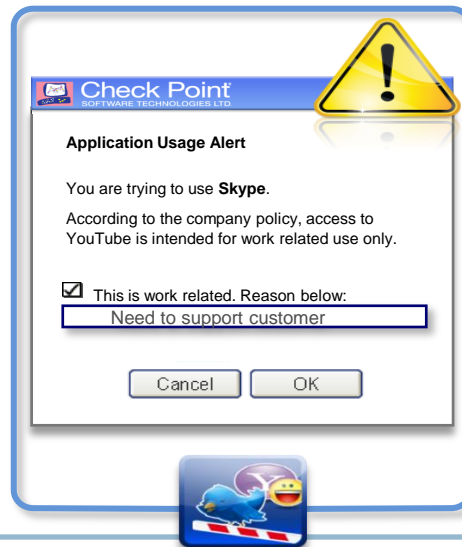 Check Point
SOFTWARE TECHNOLOGIES LTD.
Application Usage Alert
You are trying to use Skype.
According to the company policy, access to
YouTube is intended for work related use only.
This is work related. Reason below:
Need to support customer
Cancel OK